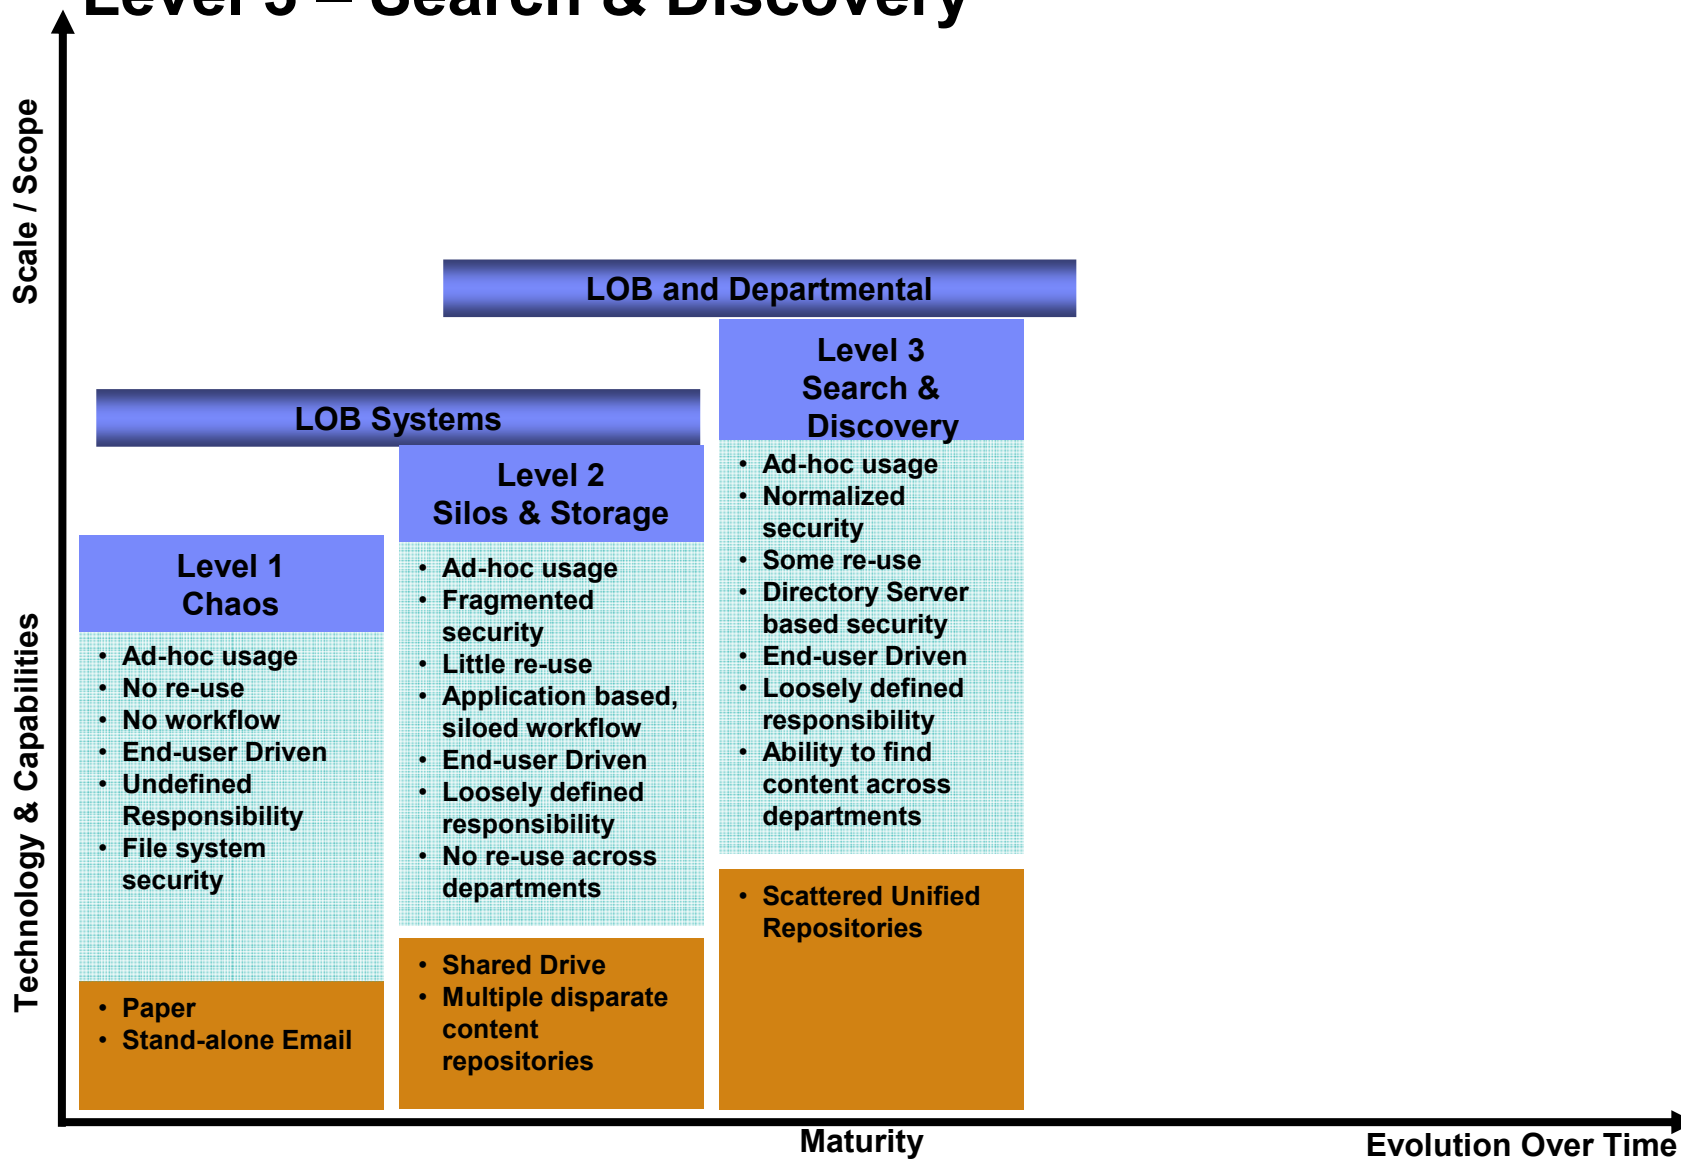 Level 3 – Search & Discovery
Scale / Scope
Technology & Capabilities
LOB and Departmental
LOB Systems
Level 1
Chaos
• Ad-hoc usage
• No re-use
• No workflow
• End-user Driven
• Undefined
Responsibility
• File system
security
• Paper
• Stand-alone Email
Level 2
Silos & Storage
• Ad-hoc usage
• Fragmented
security
• Little re-use
• Application based,
siloed workflow
• End-user Driven
• Loosely defined
responsibility
• No re-use across
departments
• Shared Drive
• Multiple disparate
content
repositories
Level 3
Search &
Discovery
• Ad-hoc usage
• Normalized
security
• Some re-use
• Directory Server
based security
• End-user Driven
• Loosely defined
responsibility
• Ability to find
content across
departments
• Scattered Unified
Repositories
Maturity
Evolution Over Time